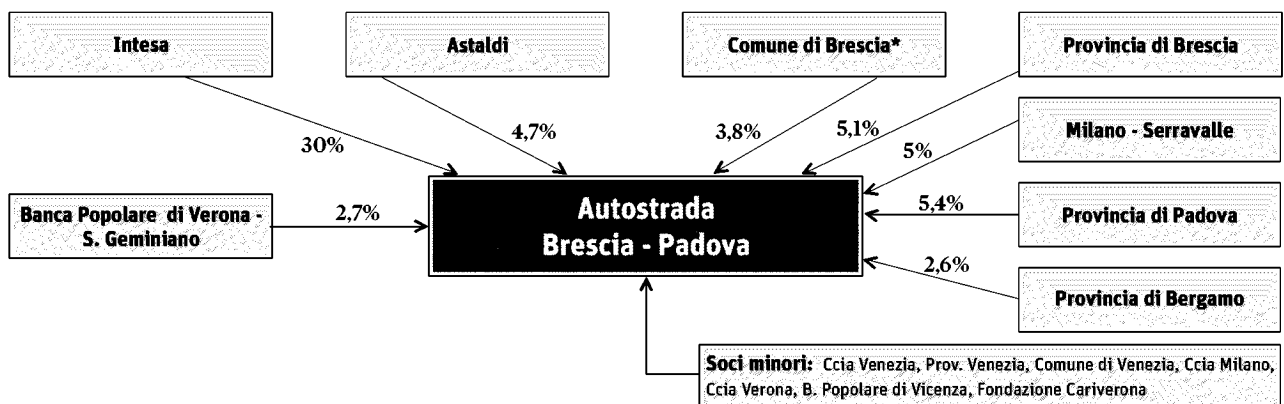 Intesa
Astaldi
Comune di Brescia*
Provincia di Brescia
30%
4,7%
3,8%
5,1%
Milano - Serravalle
5%
Banca Popolare di Verona -
S. Geminiano
2,7%
Autostrada
Brescia - Padova
5,4%
Provincia di Padova
2,6%
Provincia di Bergamo
Soci minori: Ccia Venezia, Prov. Venezia, Comune di Venezia, Ccia Milano,
Ccia Verona, B. Popolare di Vicenza, Fondazione Cariverona